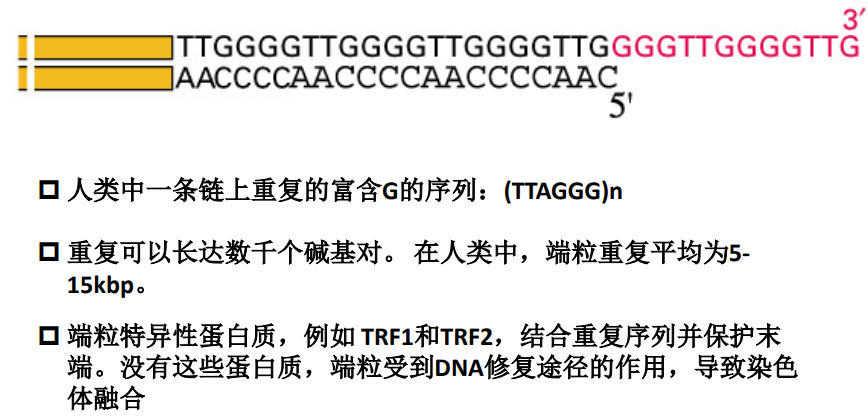 3′
TTGGGGTTGGGGTTGGGGTTGGGGTTGGGGTTG
AACCCCAACCCCAACCCCAAC
5'
人类中一条链上重复的富含G的序列：(TTAGGG)n
重复可以长达数千个碱基对。 在人类中，端粒重复平均为5-
15kbp。
端粒特异性蛋白质，例如 TRF1和TRF2，结合重复序列并保护末
端。没有这些蛋白质，端粒受到DNA修复途径的作用，导致染色
体融合